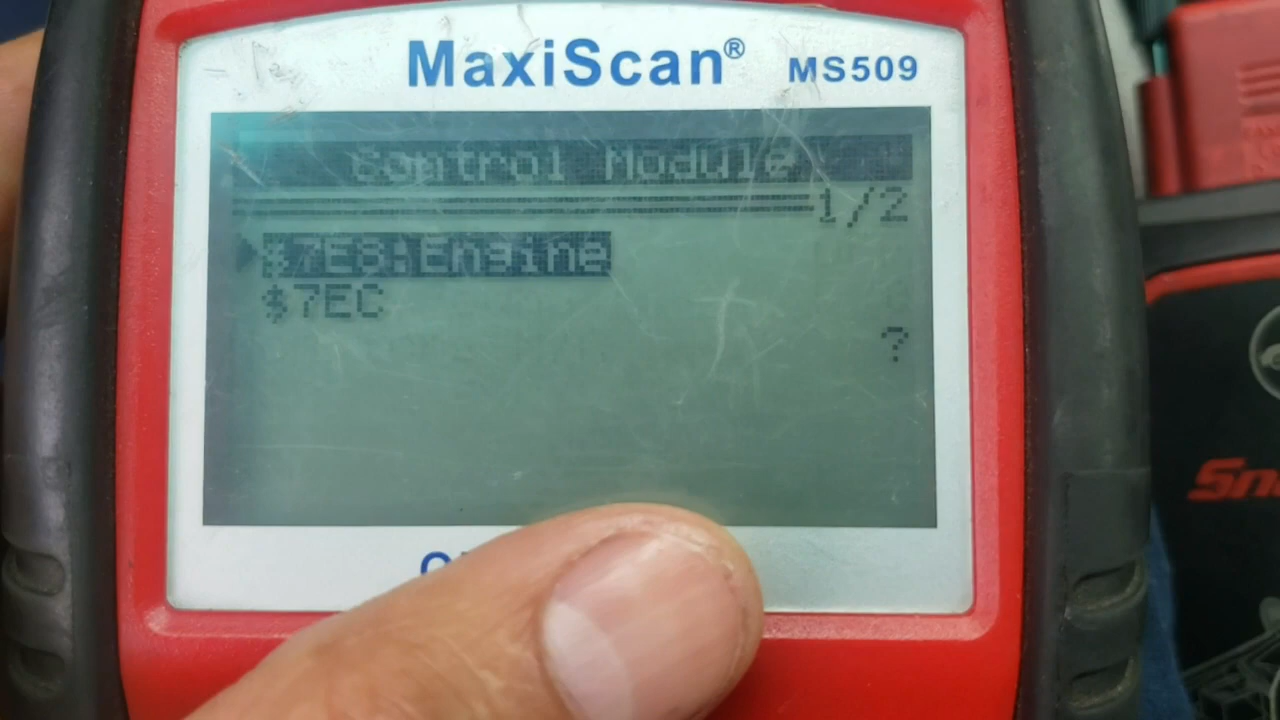 MaxiScan® MS509
Control Module
1/2
$7E8:Engine
$7EC
?